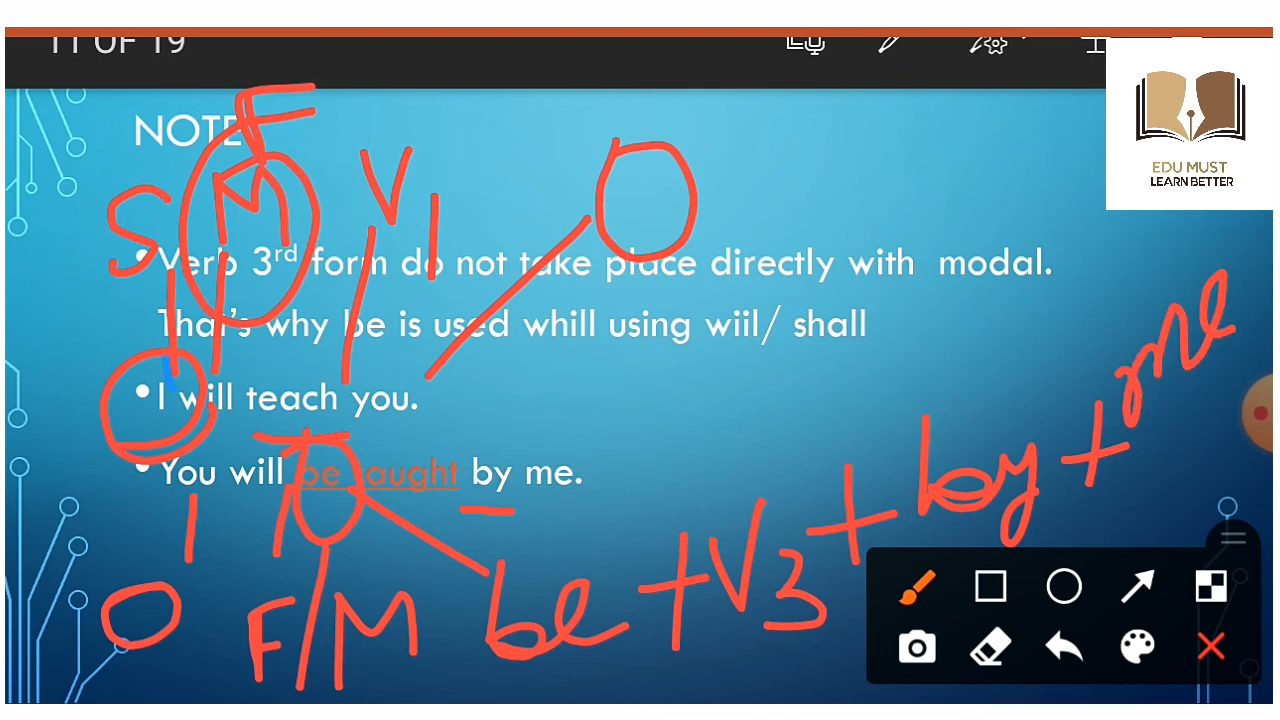 11 OF 19
EDU MUST
LEARN BETTER
NOTE
F
S M V1 O
• Verb 3rd form do not take place directly with modal.
That's why be is used whill using wiil/ shall
• I will teach you.
• You will be taught by me.
O F/M be + V3 + by + me